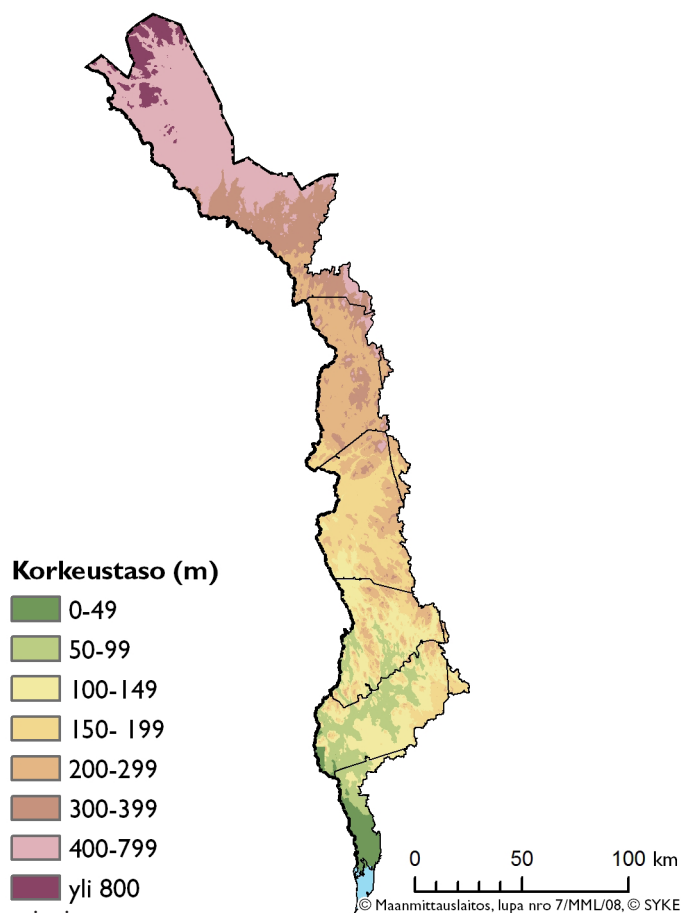 Korkeustaso (m)
0-49
50-99
100-149
150- 199
200-299
300-399
400-799
yli 800
0 50 100 km
© Maanmittauslaitos, lupa nro 7/MML/08, © SYKE